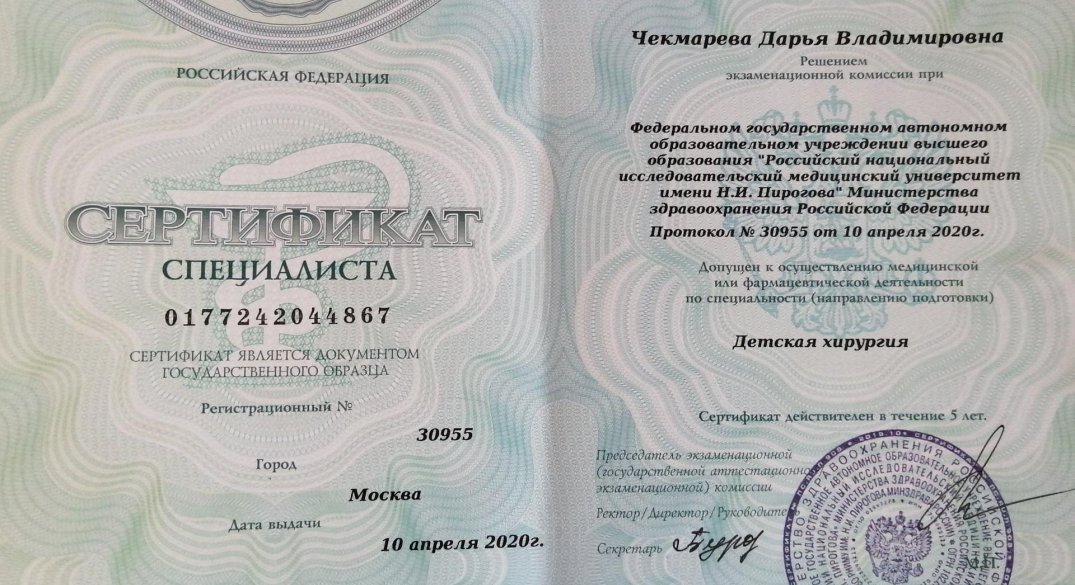 РОССИЙСКАЯ ФЕДЕРАЦИЯ
СЕРТИФИКАТ
СПЕЦИАЛИСТА
0177242044867
СЕРТИФИКАТ ЯВЛЯЕТСЯ ДОКУМЕНТОМ
ГОСУДАРСТВЕННОГО ОБРАЗЦА
Регистрационный №
30955
Город
Москва
Дата выдачи
10 апреля 2020г.
Чекмарева Дарья Владимировна
Решением
экзаменационной комиссии при
Федеральном государственном автономном
образовательном учреждении высшего
образования "Российский национальный
исследовательский медицинский университет
имени Н.И. Пирогова" Министерства
здравоохранения Российской Федерации
Протокол № 30955 от 10 апреля 2020г.
Допущен к осуществлению медицинской
или фармацевтической деятельности
по специальности (направлению подготовки)
Детская хирургия
Сертификат действителен в течение 5 лет.
Председатель экзаменационной
(государственной аттестационно
экзаменационной) комиссии
Ректор/Директор/Руководите
Секретарь
М.П.